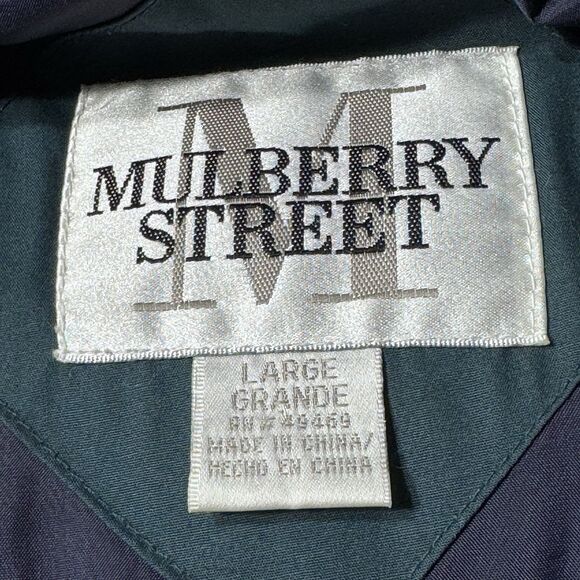 M
MULBERRY
STREET
LARGE
GRANDE
RN# 49469
MADE IN CHINA/
HECHO EN CHINA